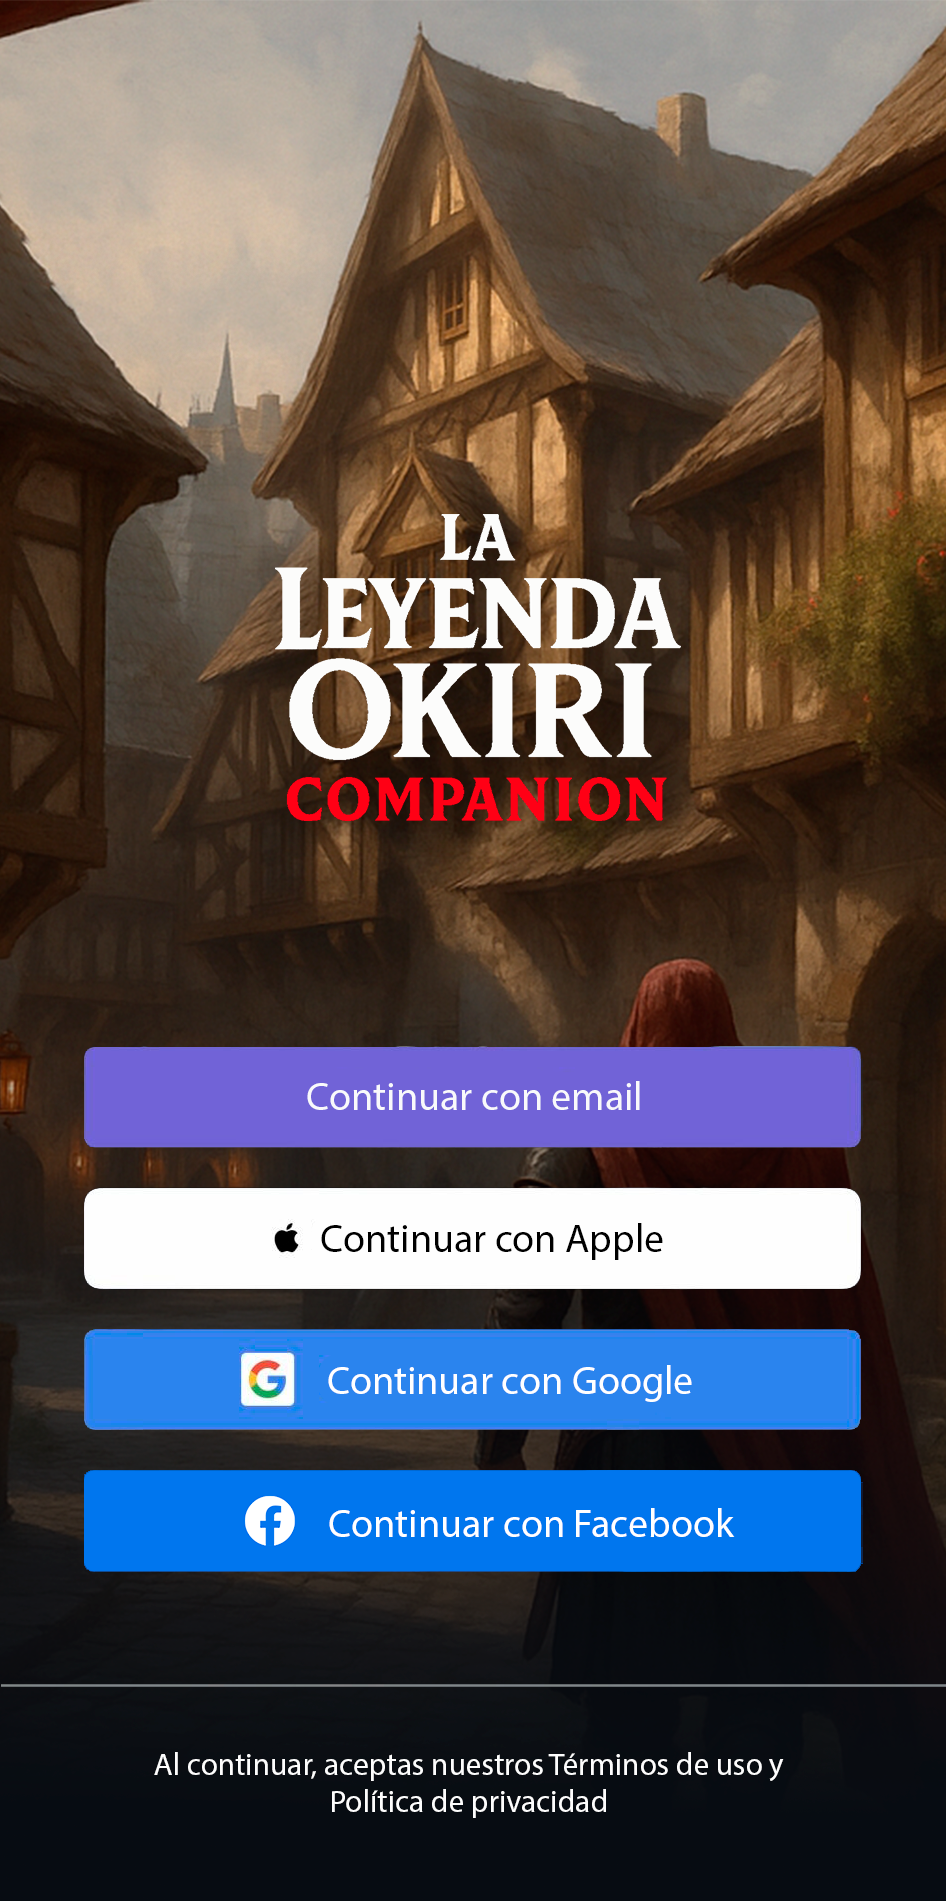 LA
LEYENDA
OKIRI
COMPANION
Continuar con email
Continuar con Apple
Continuar con Google
Continuar con Facebook
Al continuar, aceptas nuestros Términos de uso y
Política de privacidad